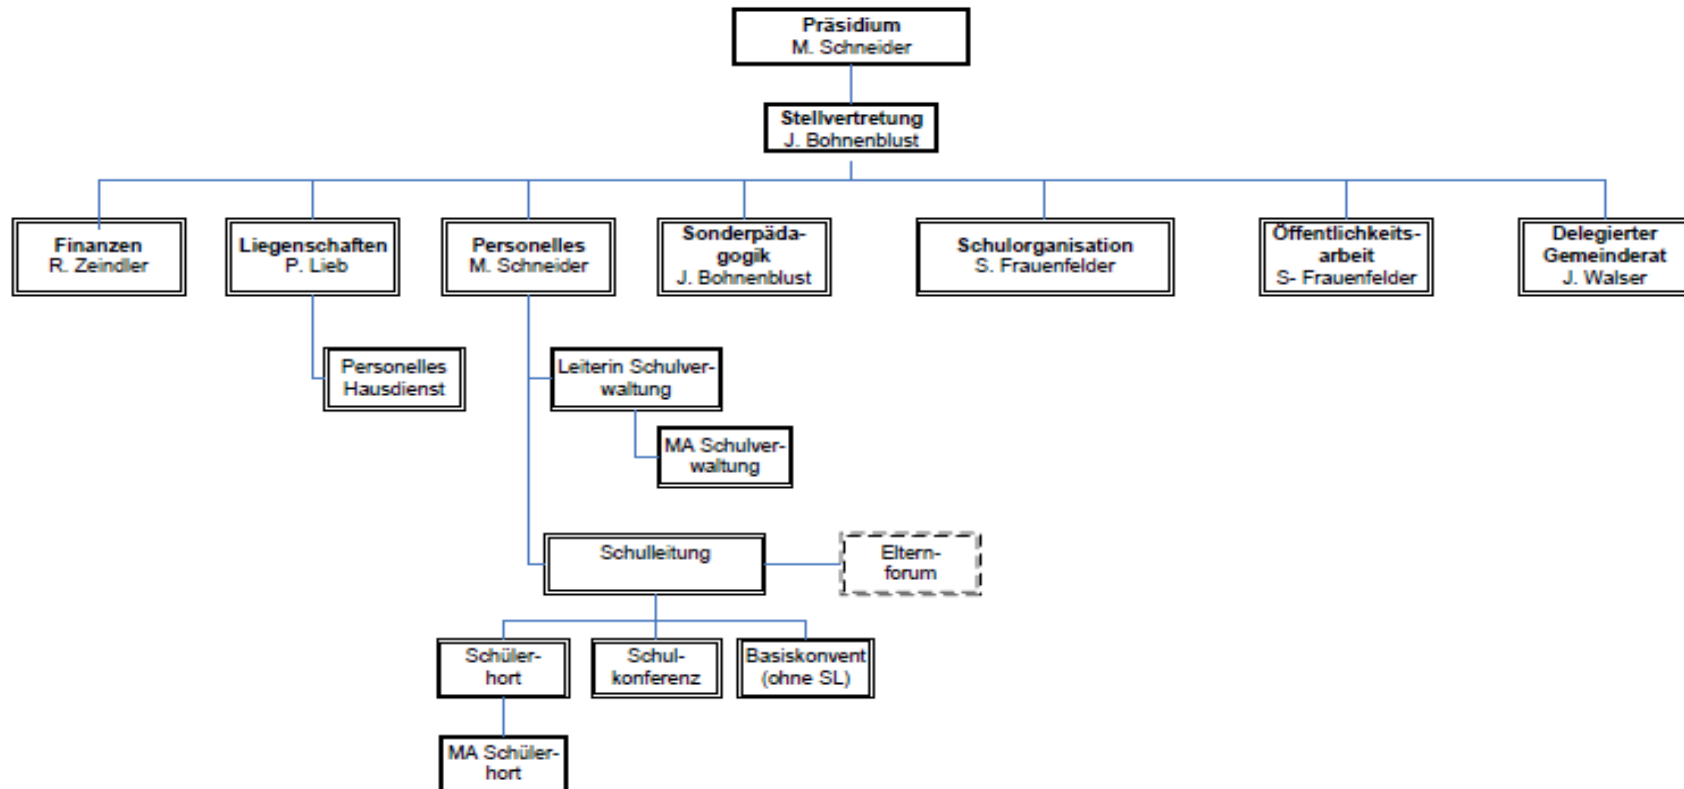 Präsidium
M. Schneider
Stellvertretung
J. Bohnenblust
Finanzen
R. Zeindler
Liegenschaften
P. Lieb
Personelles
M. Schneider
Sonderpäda-
gogik
J. Bohnenblust
Schulorganisation
S. Frauenfelder
Öffentlichkeits-
arbeit
S- Frauenfelder
Delegierter
Gemeinderat
J. Walser
Personelles
Hausdienst
Leiterin Schulver-
waltung
MA Schulver-
waltung
Schulleitung
Eltern-
forum
Schüler-
hort
Schul-
konferenz
Basiskonvent
(ohne SL)
MA Schüler-
hort